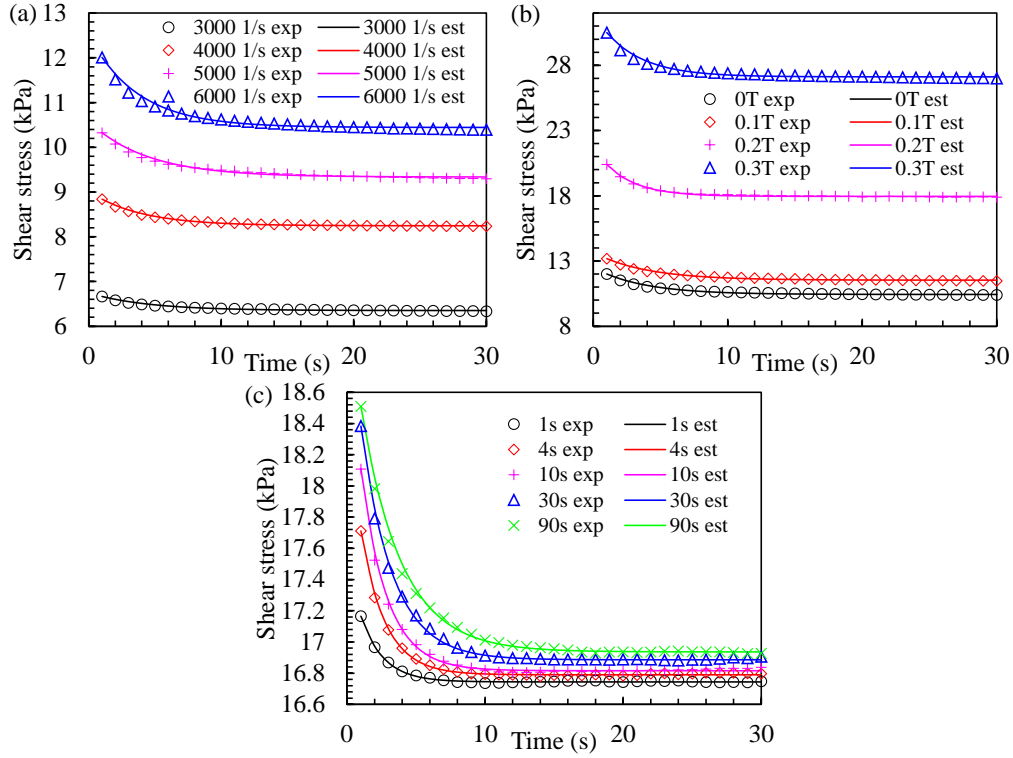 (a)
13
12
11
10
9
8
7
6
Shear stress (kPa)
3000 1/s exp 3000 1/s est
4000 1/s exp 4000 1/s est
5000 1/s exp 5000 1/s est
6000 1/s exp 6000 1/s est
0 10 20 30
Time (s)
(b)
28
23
18
13
8
Shear stress (kPa)
0T exp 0T est
0.1T exp 0.1T est
0.2T exp 0.2T est
0.3T exp 0.3T est
0 10 20 30
Time (s)
(c)
18.6
18.4
18.2
18
17.8
17.6
17.4
17.2
17
16.8
16.6
Shear stress (kPa)
1s exp 1s est
4s exp 4s est
10s exp 10s est
30s exp 30s est
90s exp 90s est
0 10 20 30
Time (s)